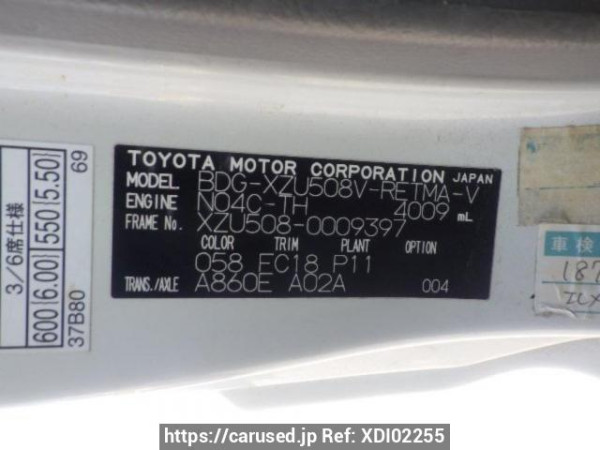 TOYOTA MOTOR CORPORATION JAPAN
MODEL BDG-XZU508V-RETMA-V
ENGINE N04C-TH 4009 mL
FRAME No. XZU508-0009397
COLOR TRIM PLANT OPTION
058 EC18 P11
TRANS./AXLE A860E A02A 004
3/6席仕様
600(6.00) 550(5.50)
37B80 69
車検
187
https://carused.jp Ref: XDI02255